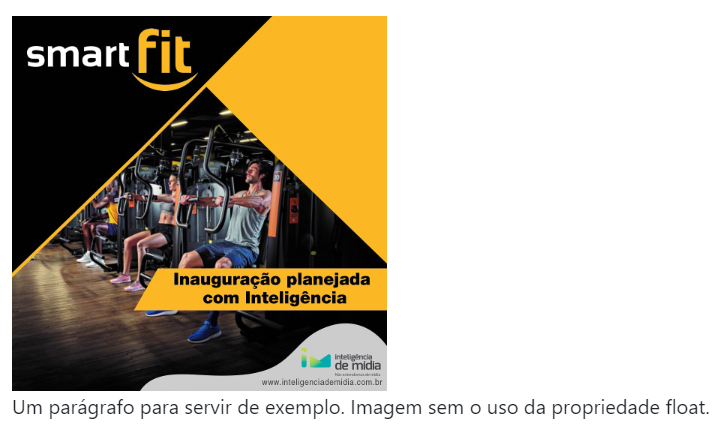 smart fit
Inauguração planejada
com Inteligência
Inteligência
de mídia
www.inteligenciademidia.com.br
Um parágrafo para servir de exemplo. Imagem sem o uso da propriedade float.